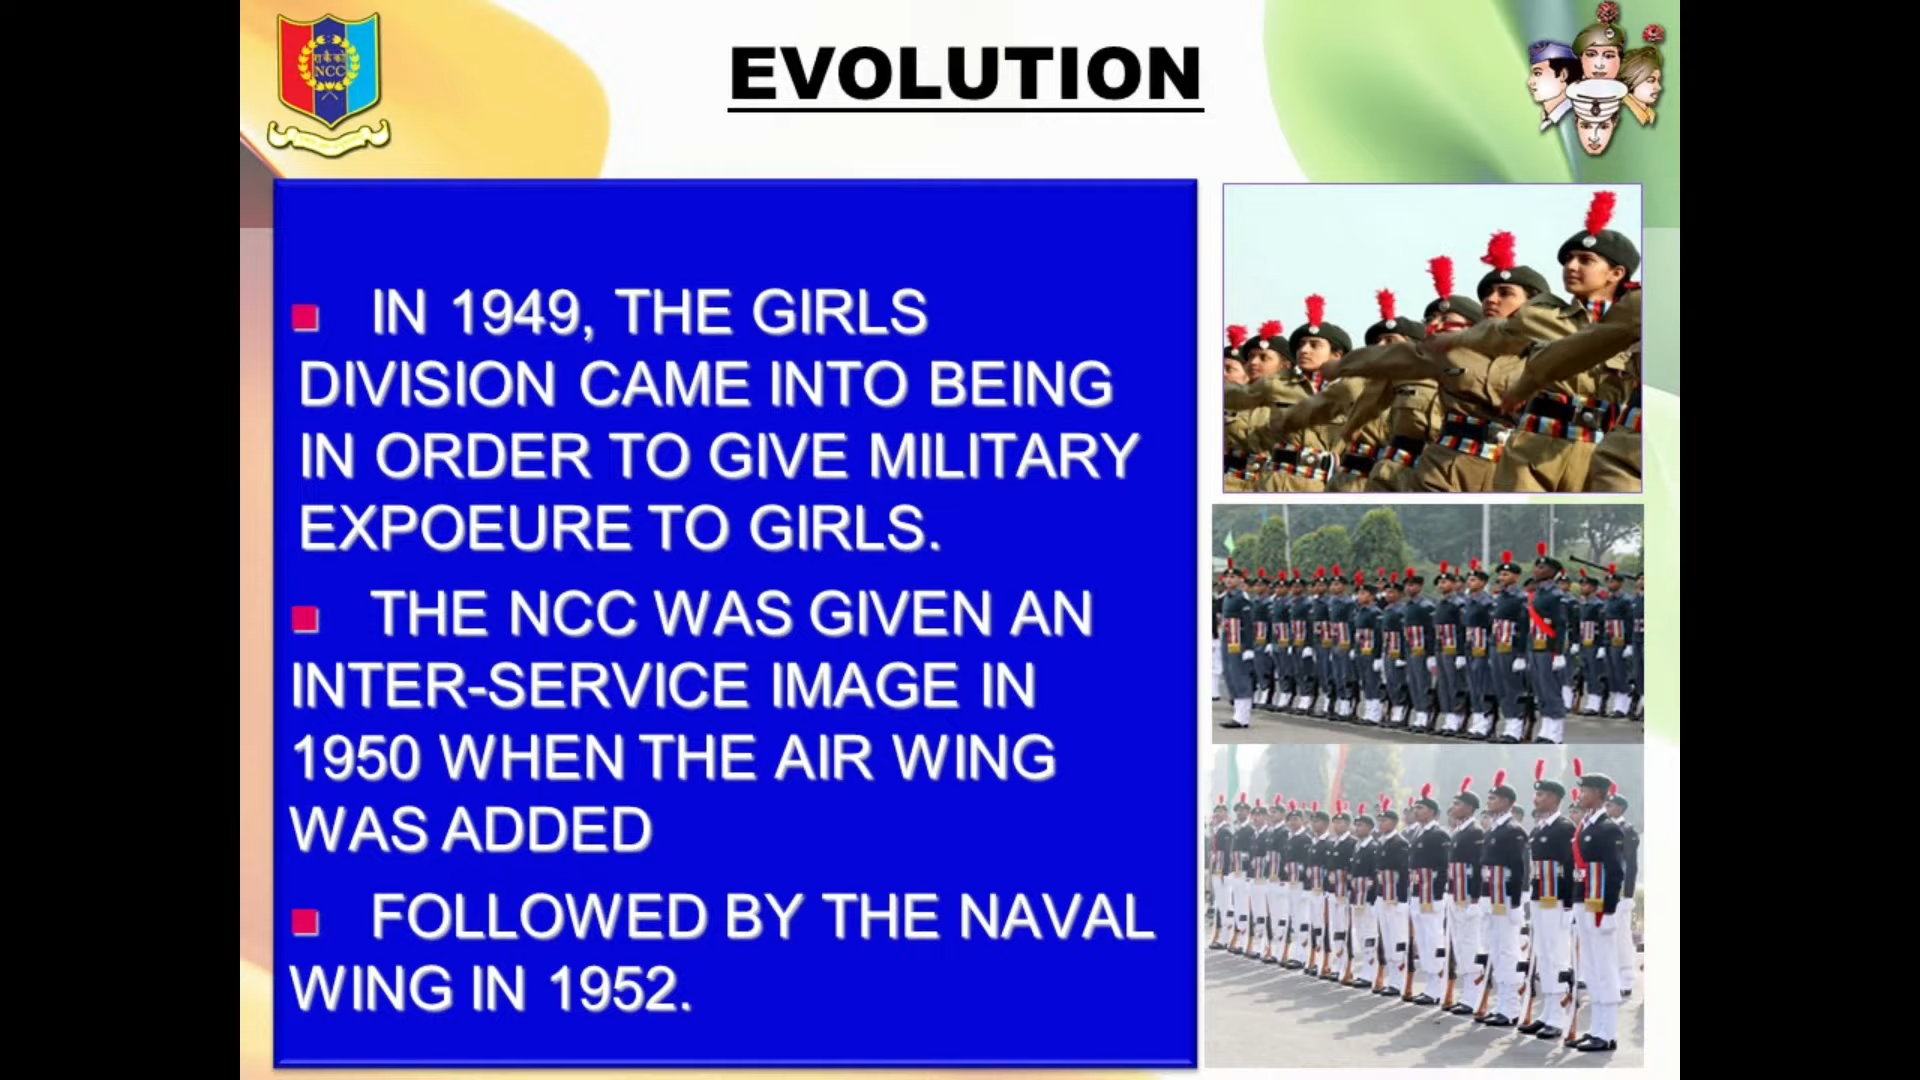 EVOLUTION
NCC
IN 1949, THE GIRLS
DIVISION CAME INTO BEING
IN ORDER TO GIVE MILITARY
EXPOEURE TO GIRLS.
THE NCC WAS GIVEN AN
INTER-SERVICE IMAGE IN
1950 WHEN THE AIR WING
WAS ADDED
FOLLOWED BY THE NAVAL
WING IN 1952.